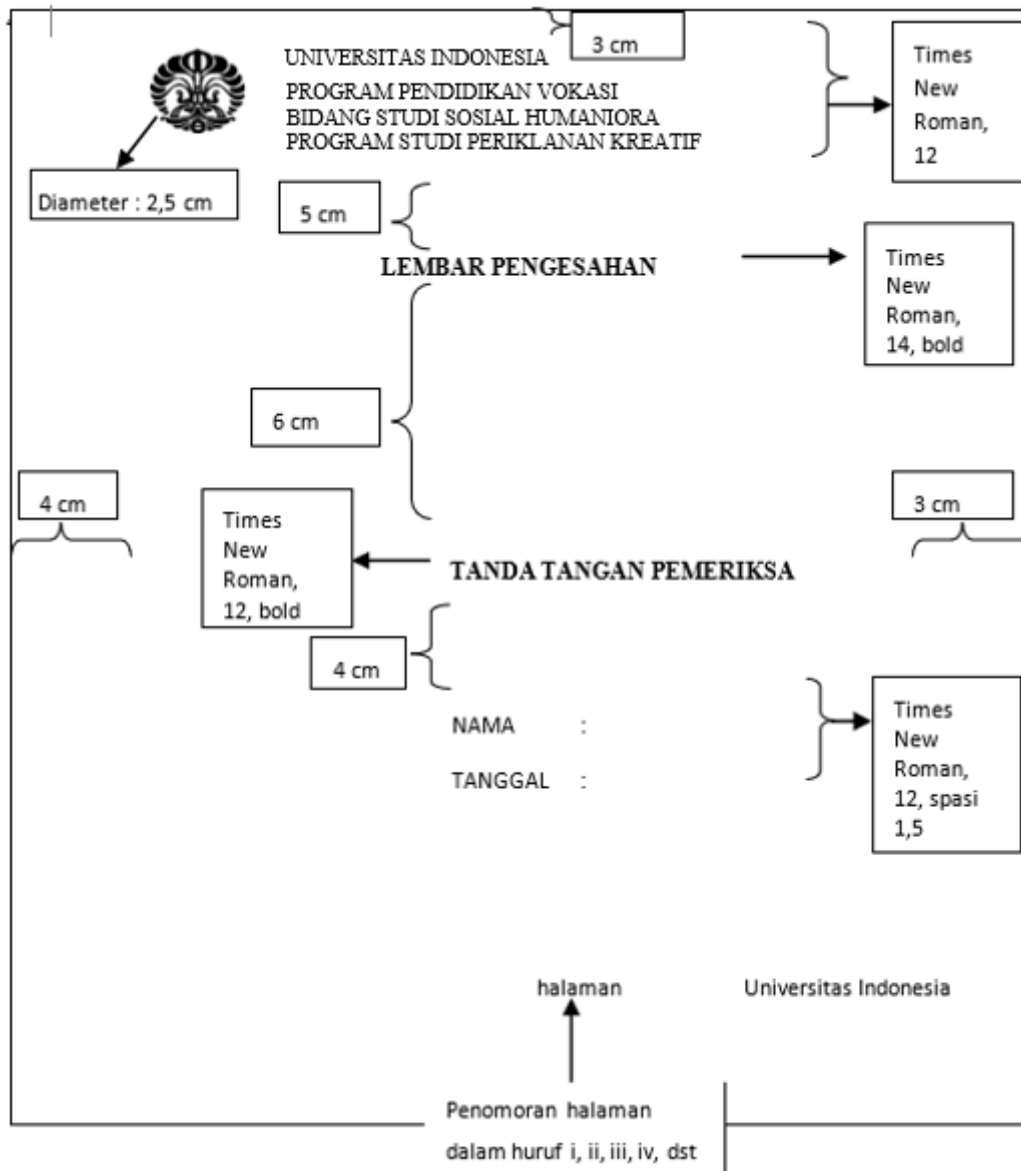 3 cm
UNIVERSITAS INDONESIA
PROGRAM PENDIDIKAN VOKASI
BIDANG STUDI SOSIAL HUMANIORA
PROGRAM STUDI PERIKLANAN KREATIF
Times
New
Roman,
12
Diameter : 2,5 cm
5 cm
LEMBAR PENGESAHAN
Times
New
Roman,
14, bold
6 cm
4 cm
3 cm
Times
New
Roman,
12, bold
TANDA TANGAN PEMERIKSA
4 cm
NAMA :
TANGGAL :
Times
New
Roman,
12, spasi
1,5
halaman Universitas Indonesia
Penomoran halaman
dalam huruf i, ii, iii, iv, dst